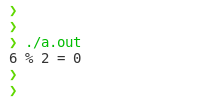 ❯
❯
❯ ./a.out
6 % 2 = 0
❯
❯